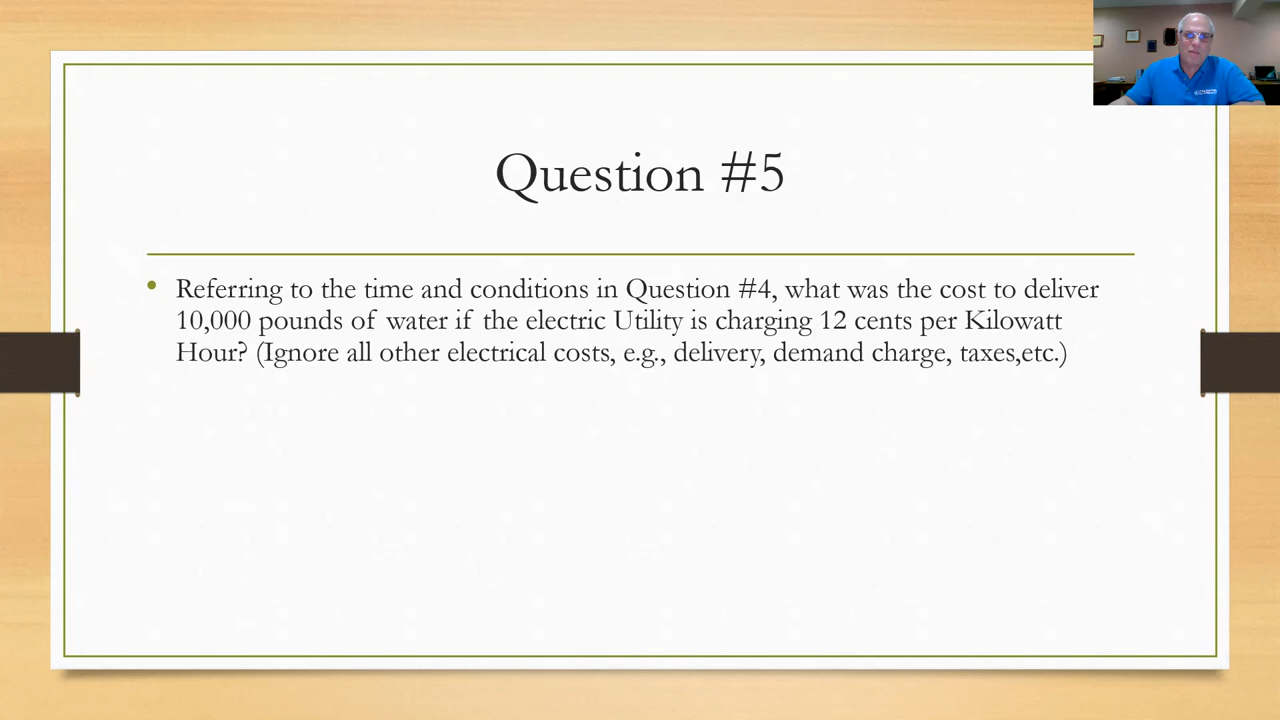 Question #5
• Referring to the time and conditions in Question #4, what was the cost to deliver
10,000 pounds of water if the electric Utility is charging 12 cents per Kilowatt
Hour? (Ignore all other electrical costs, e.g., delivery, demand charge, taxes,etc.)